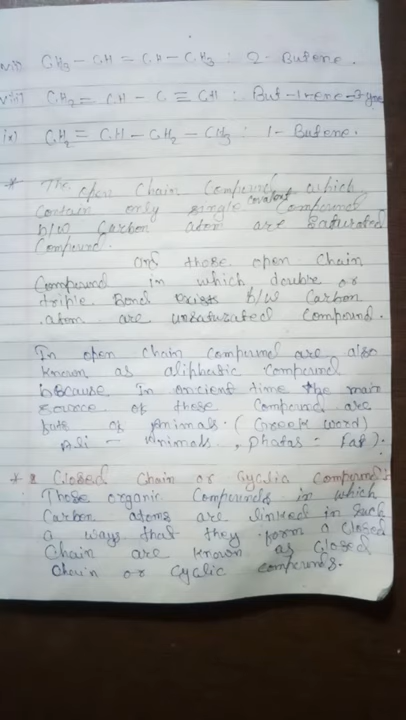 vii) CH3 - CH = CH - CH3 : 2- Butene.
viii) CH2 = CH - C ≡ CH : But-1-ene-3-yne
ix) CH2 = CH - CH2 - CH3 : 1- Butene.
* The open Chain Compound which
contain only single covalent Compound
b/w Carbon atom are Saturated
Compound.
and those open Chain
Compound in which double or
triple Bond exists b/w Carbon
atom are unsaturated Compound.
In open chain Compound are also
known as aliphatic compound
because In ancient time the main
source of these Compound are
fats of Animals. (Greek word)
Ali - Animals, Phatas - Fat).
* 2 Closed Chain or Cyclic Compound:
Those organic Compounds in which
Carbon atoms are linked in such
a ways that they form a closed
Chain are known as Closed
Chain or Cyclic compounds.